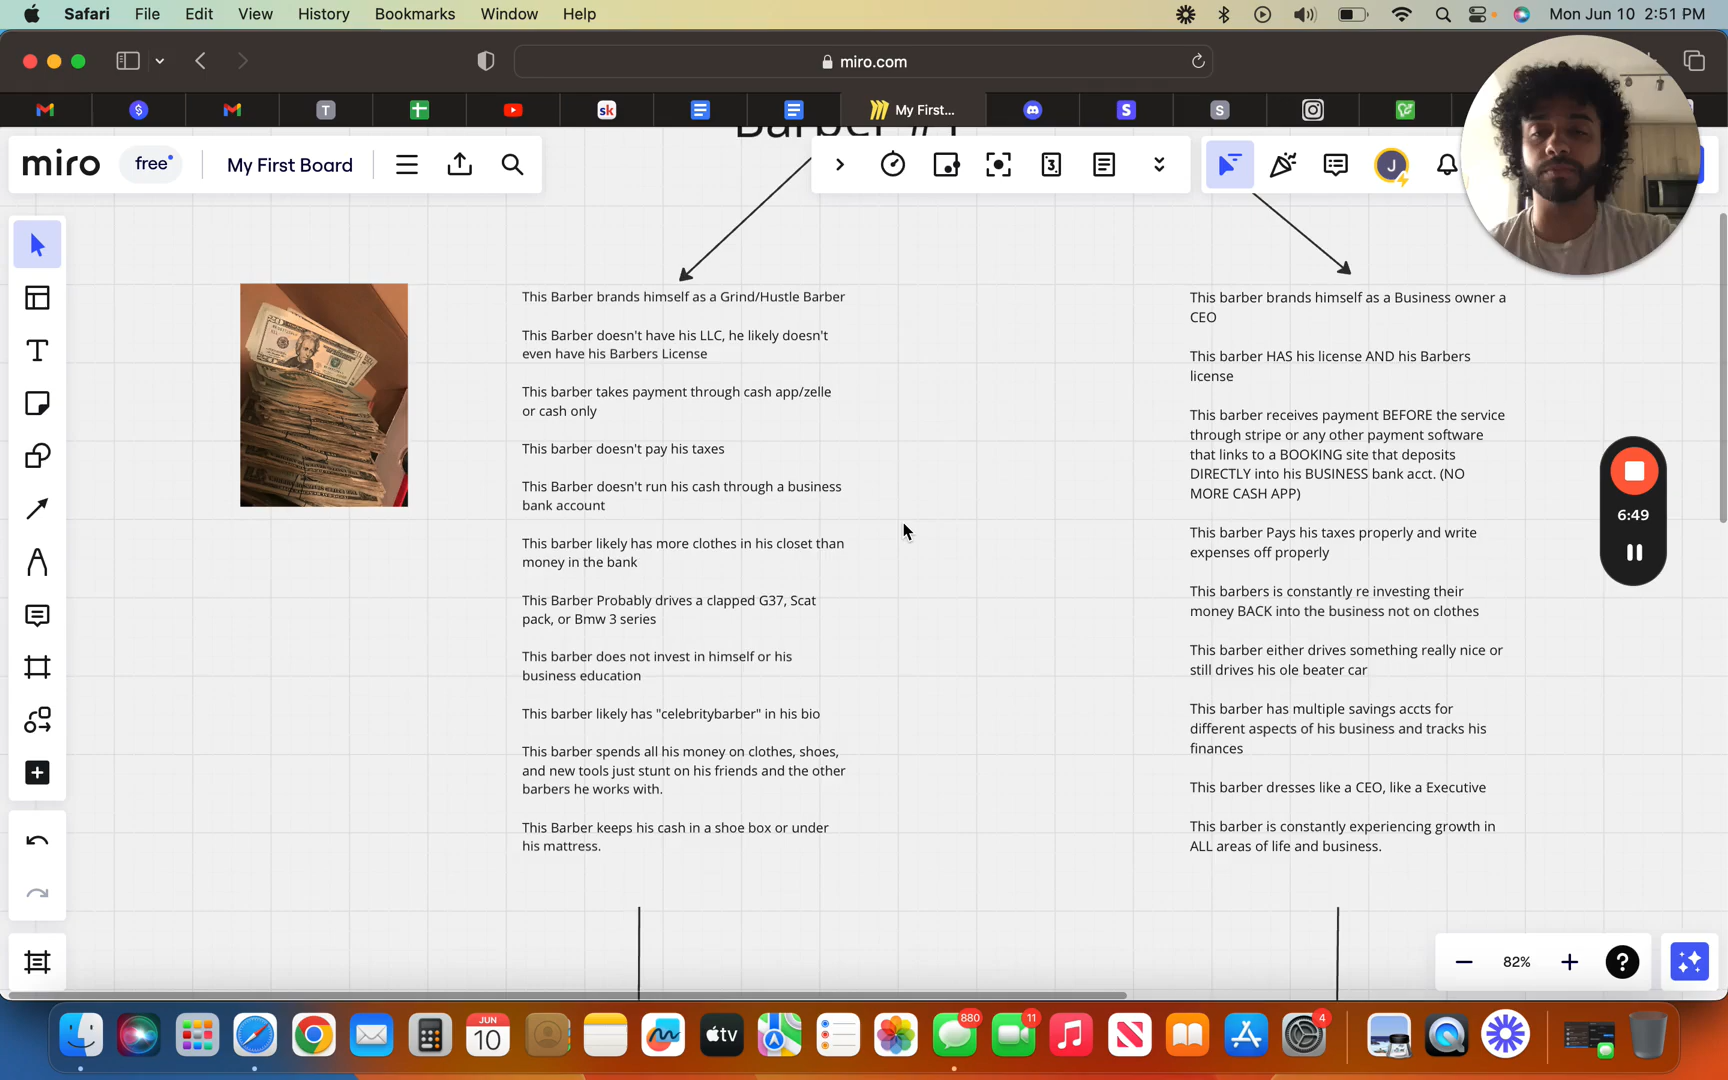 Safari File Edit View History Bookmarks Window Help
Mon Jun 10 2:51 PM
miro.com
T
sk
My First...
S
S
miro
free
My First Board
3
J
This Barber brands himself as a Grind/Hustle Barber
This Barber doesn't have his LLC, he likely doesn't
even have his Barbers License
This barber takes payment through cash app/zelle
or cash only
This barber doesn't pay his taxes
This Barber doesn't run his cash through a business
bank account
This barber likely has more clothes in his closet than
money in the bank
This Barber Probably drives a clapped G37, Scat
pack, or Bmw 3 series
This barber does not invest in himself or his
business education
This barber likely has "celebritybarber" in his bio
This barber spends all his money on clothes, shoes,
and new tools just stunt on his friends and the other
barbers he works with.
This Barber keeps his cash in a shoe box or under
his mattress.
This barber brands himself as a Business owner a
CEO
This barber HAS his license AND his Barbers
license
This barber receives payment BEFORE the service
through stripe or any other payment software
that links to a BOOKING site that deposits
DIRECTLY into his BUSINESS bank acct. (NO
MORE CASH APP)
This barber Pays his taxes properly and write
expenses off properly
This barbers is constantly re investing their
money BACK into the business not on clothes
This barber either drives something really nice or
still drives his ole beater car
This barber has multiple savings accts for
different aspects of his business and tracks his
finances
This barber dresses like a CEO, like a Executive
This barber is constantly experiencing growth in
ALL areas of life and business.
6:49
82%
?
JUN
10
tv
880
11
4